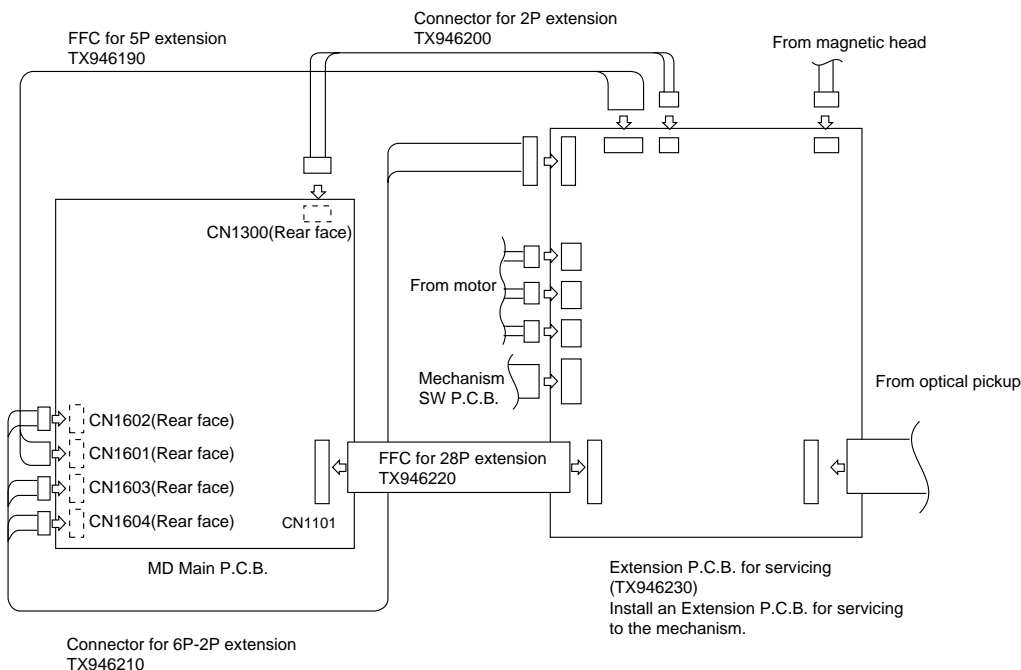 Connector for 2P extension
TX946200
FFC for 5P extension
TX946190
From magnetic head
CN1300(Rear face)
From motor
Mechanism
SW P.C.B.
From optical pickup
CN1602(Rear face)
CN1601(Rear face)
CN1603(Rear face)
CN1604(Rear face)
FFC for 28P extension
TX946220
CN1101
MD Main P.C.B.
Extension P.C.B. for servicing
(TX946230)
Install an Extension P.C.B. for servicing
to the mechanism.
Connector for 6P-2P extension
TX946210